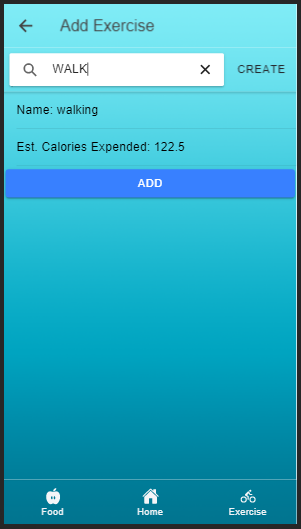 Add Exercise
WALK
CREATE
Name: walking
Est. Calories Expended: 122.5
ADD
Food
Home
Exercise